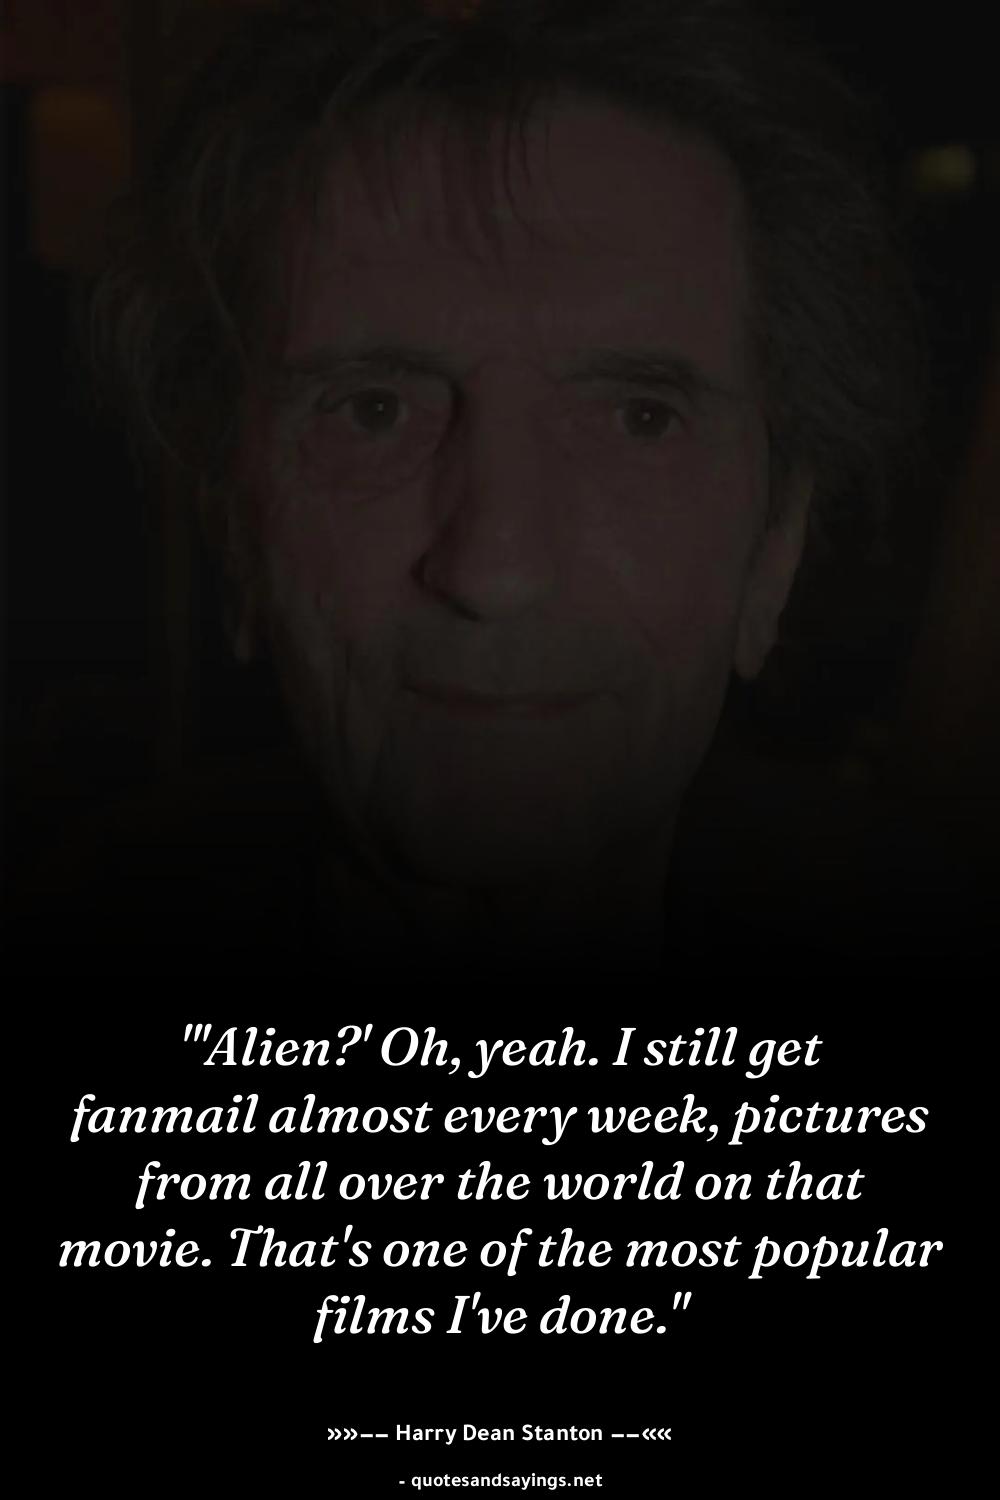 "'Alien?' Oh, yeah. I still get
fanmail almost every week, pictures
from all over the world on that
movie. That's one of the most popular
films I've done."
»»−− Harry Dean Stanton −−««
- quotesandsayings.net